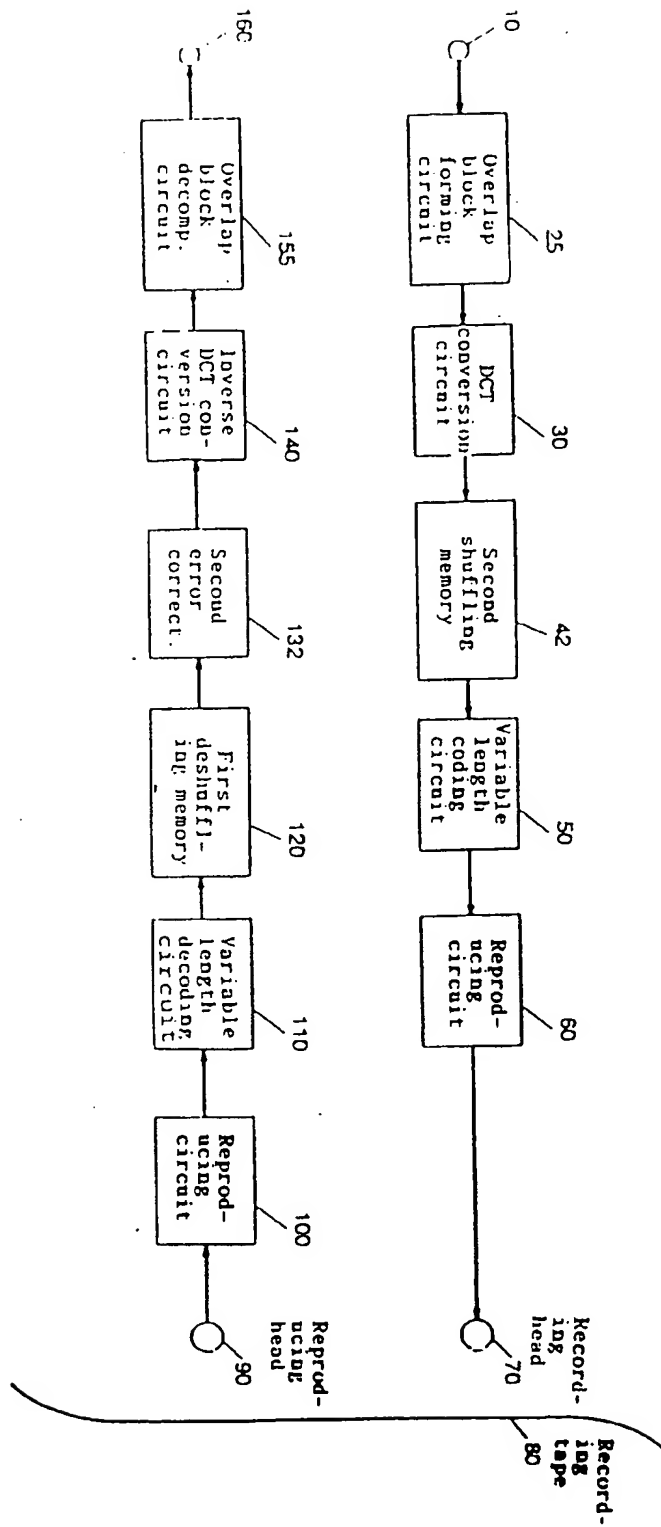 10
25
Overlap
block
forming
circuit
30
DCT
conversion
circuit
42
Second
shuffling
memory
50
Variable
length
coding
circuit
60
Reprod-
ucing
circuit
70
Record-
ing
head
80
Record-
ing
tape
160
155
Overlap
block
decomp.
circuit
140
Inverse
DCT con-
version
circuit
132
Second
error
correct.
120
First
deshuffl-
ing memory
110
Variable
length
decoding
circuit
100
Reprod-
ucing
circuit
90
Reprod-
ucing
head